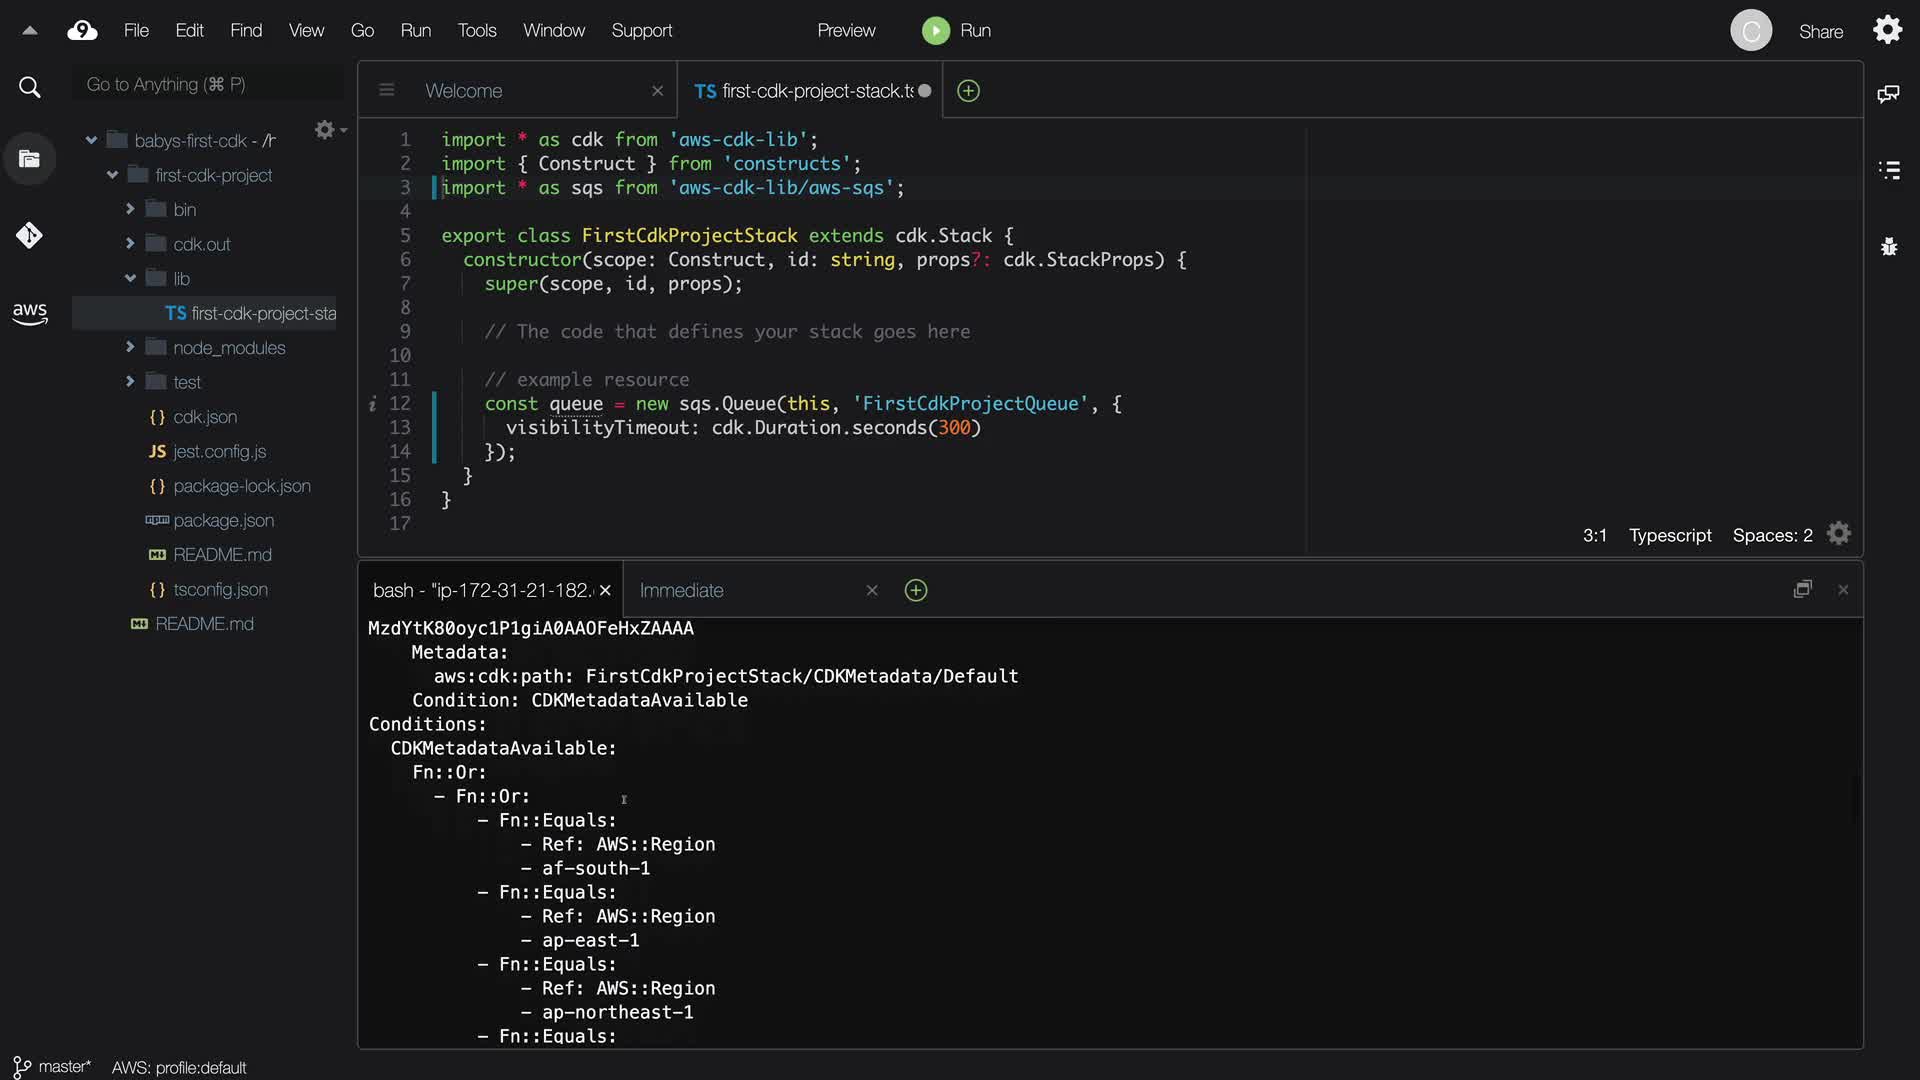 9 File Edit Find View Go Run Tools Window Support Preview Run C Share
Go to Anything (⌘ P)
babys-first-cdk - /h
first-cdk-project
bin
cdk.out
lib
TS first-cdk-project-sta
node_modules
test
{} cdk.json
JS jest.config.js
{} package-lock.json
package.json
README.md
{} tsconfig.json
README.md
aws
Welcome
TS first-cdk-project-stack.ts
1 import * as cdk from 'aws-cdk-lib';
2 import { Construct } from 'constructs';
3 import * as sqs from 'aws-cdk-lib/aws-sqs';
4
5 export class FirstCdkProjectStack extends cdk.Stack {
6 constructor(scope: Construct, id: string, props?: cdk.StackProps) {
7 super(scope, id, props);
8
9 // The code that defines your stack goes here
10
11 // example resource
i 12 const queue = new sqs.Queue(this, 'FirstCdkProjectQueue', {
13 visibilityTimeout: cdk.Duration.seconds(300)
14 });
15 }
16 }
17
3:1 Typescript Spaces: 2
bash - "ip-172-31-21-182. Immediate
MzdYtK80oyc1P1giA0AAOFeHxZAAAA
Metadata:
aws:cdk:path: FirstCdkProjectStack/CDKMetadata/Default
Condition: CDKMetadataAvailable
Conditions:
CDKMetadataAvailable:
Fn::Or:
- Fn::Or:
- Fn::Equals:
- Ref: AWS::Region
- af-south-1
- Fn::Equals:
- Ref: AWS::Region
- ap-east-1
- Fn::Equals:
- Ref: AWS::Region
- ap-northeast-1
- Fn::Equals:
master* AWS: profile:default